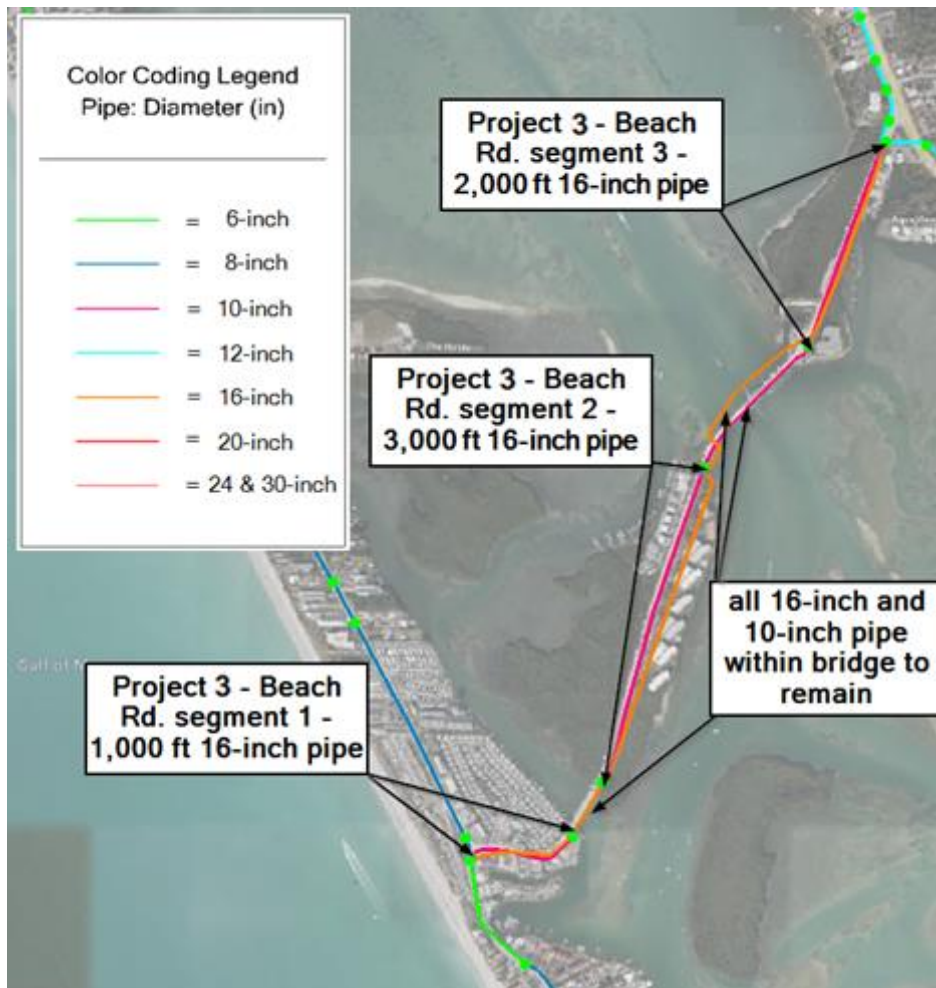 Color Coding Legend
Pipe: Diameter (in)
= 6-inch
= 8-inch
= 10-inch
= 12-inch
= 16-inch
= 20-inch
= 24 & 30-inch
Project 3 - Beach
Rd. segment 3 -
2,000 ft 16-inch pipe
Project 3 - Beach
Rd. segment 2 -
3,000 ft 16-inch pipe
all 16-inch and
10-inch pipe
within bridge to
remain
Gulf of
Project 3 - Beach
Rd. segment 1 -
1,000 ft 16-inch pipe